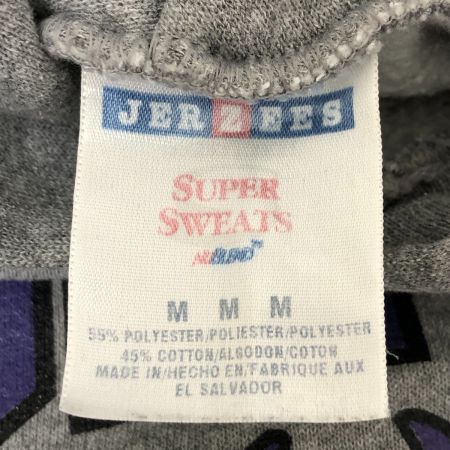 JERZEES
SUPER
SWEATS
NUBLEND™
M M M
55% POLYESTER/POLIESTER/POLYESTER
45% COTTON/ALGODON/COTON
MADE IN/HECHO EN/FABRIQUE AUX
EL SALVADOR